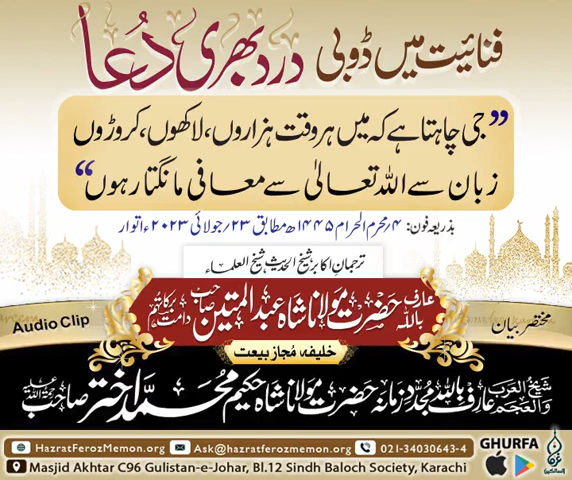 فنائیت میں ڈوبی درد بھری دُعا
”جی چاہتا ہے کہ میں ہر وقت ہزاروں، لاکھوں، کروڑوں
زبان سے اللہ تعالیٰ سے معافی مانگتا رہوں“
بذریعہ فون: ۴/محرم الحرام ۱۴۴۵ھ مطابق ۲۳/جولائی ۲۰۲۳ء اتوار
ترجمانِ اکابر شیخ الحدیث شیخ العلماء
عارف باللہ حضرت مولانا شاہ عبد المتین صاحب دامت برکاتہم
Audio Clip
مختصر بیان
خلیفہ مُجازِ بیعت
شیخ العرب والعجم عارف باللہ مجددِ زمانہ حضرت مولانا شاہ حکیم محمد اختر صاحب رحمۃ اللہ علیہ
HazratFerozMemon.org Ask@hazratferozmemon.org 021-34030643-4 GHURFA
Masjid Akhtar C96 Gulistan-e-Johar, Bl.12 Sindh Baloch Society, Karachi